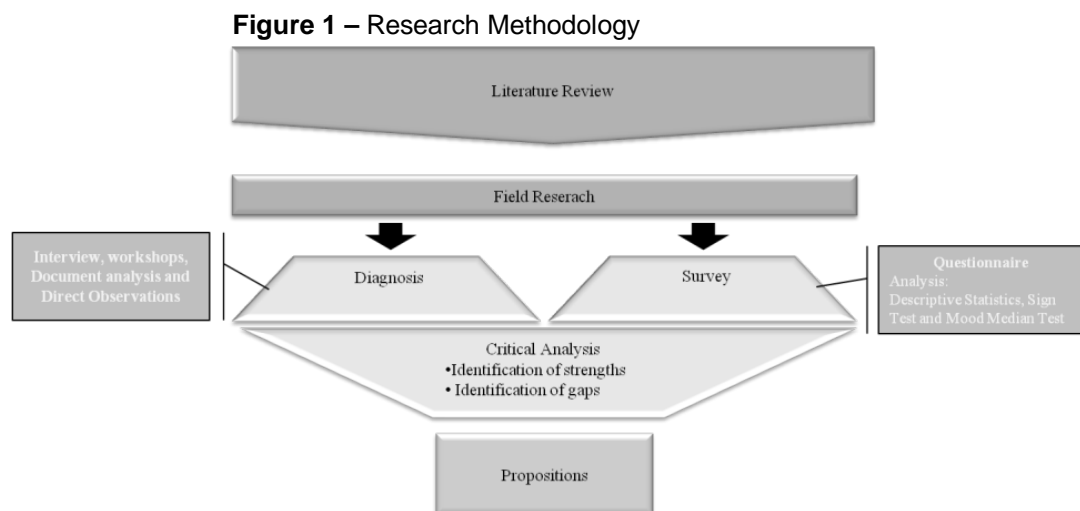 Figure 1 – Research Methodology
Literature Review
Field Reserach
Interview, workshops,
Document analysis and
Direct Observations
Diagnosis
Survey
Questionnaire
Analysis:
Descriptive Statistics, Sign
Test and Mood Median Test
Critical Analysis
•Identification of strengths
• Identification of gaps
Propositions